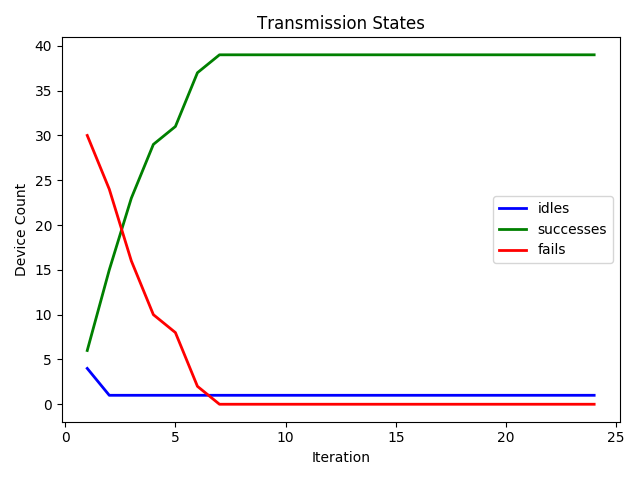 Transmission States
Device Count
40
35
30
25
20
15
10
5
0
idles
successes
fails
0 5 10 15 20 25
Iteration